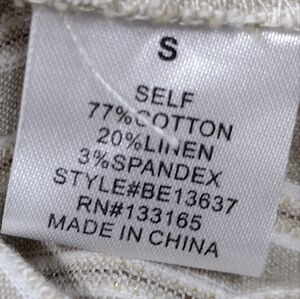 S
SELF
77%COTTON
20%LINEN
3%SPANDEX
STYLE#BE13637
RN#133165
MADE IN CHINA